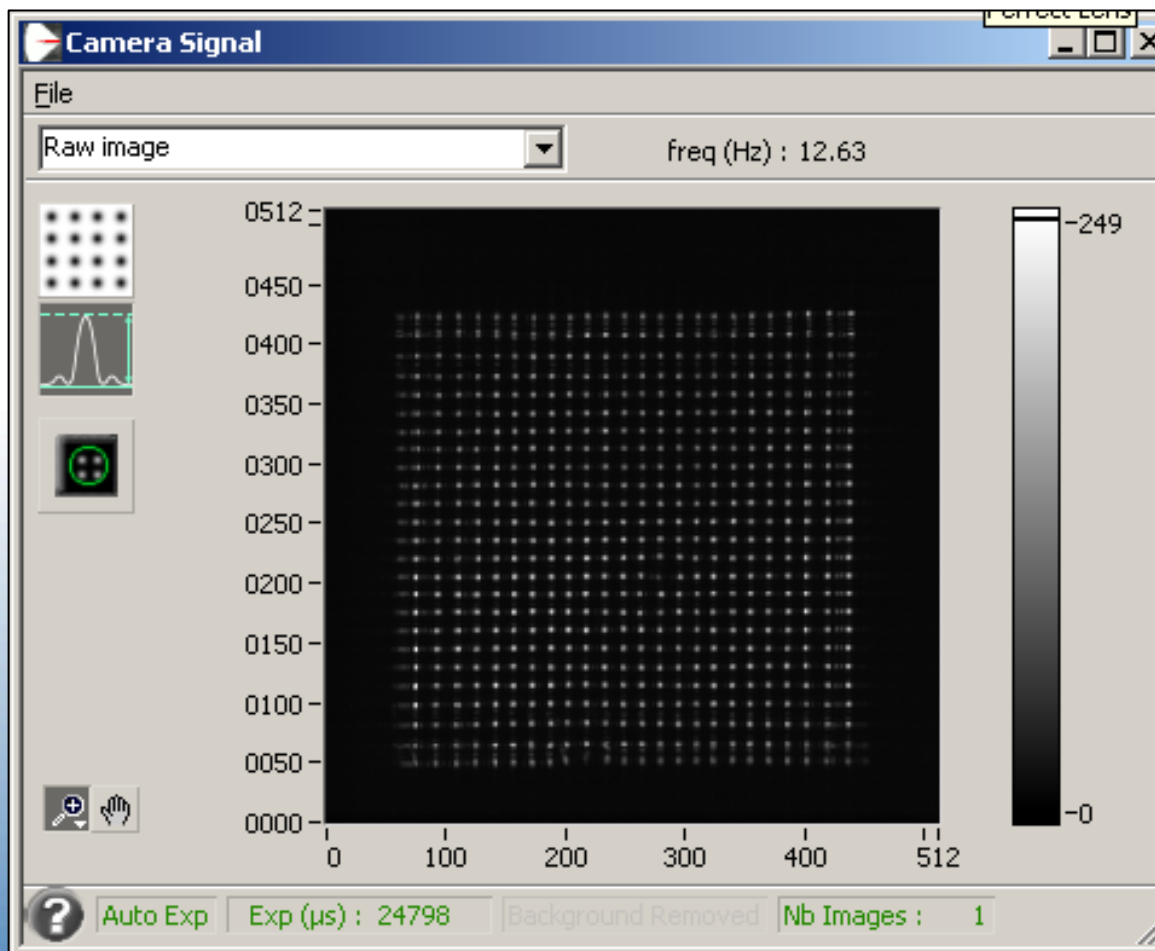 Perfect Lens
Camera Signal
File
Raw image
freq (Hz) : 12.63
0512
0450
0400
0350
0300
0250
0200
0150
0100
0050
0000
0 100 200 300 400 512
249
0
? Auto Exp Exp (µs) : 24798 Background Removed Nb Images : 1